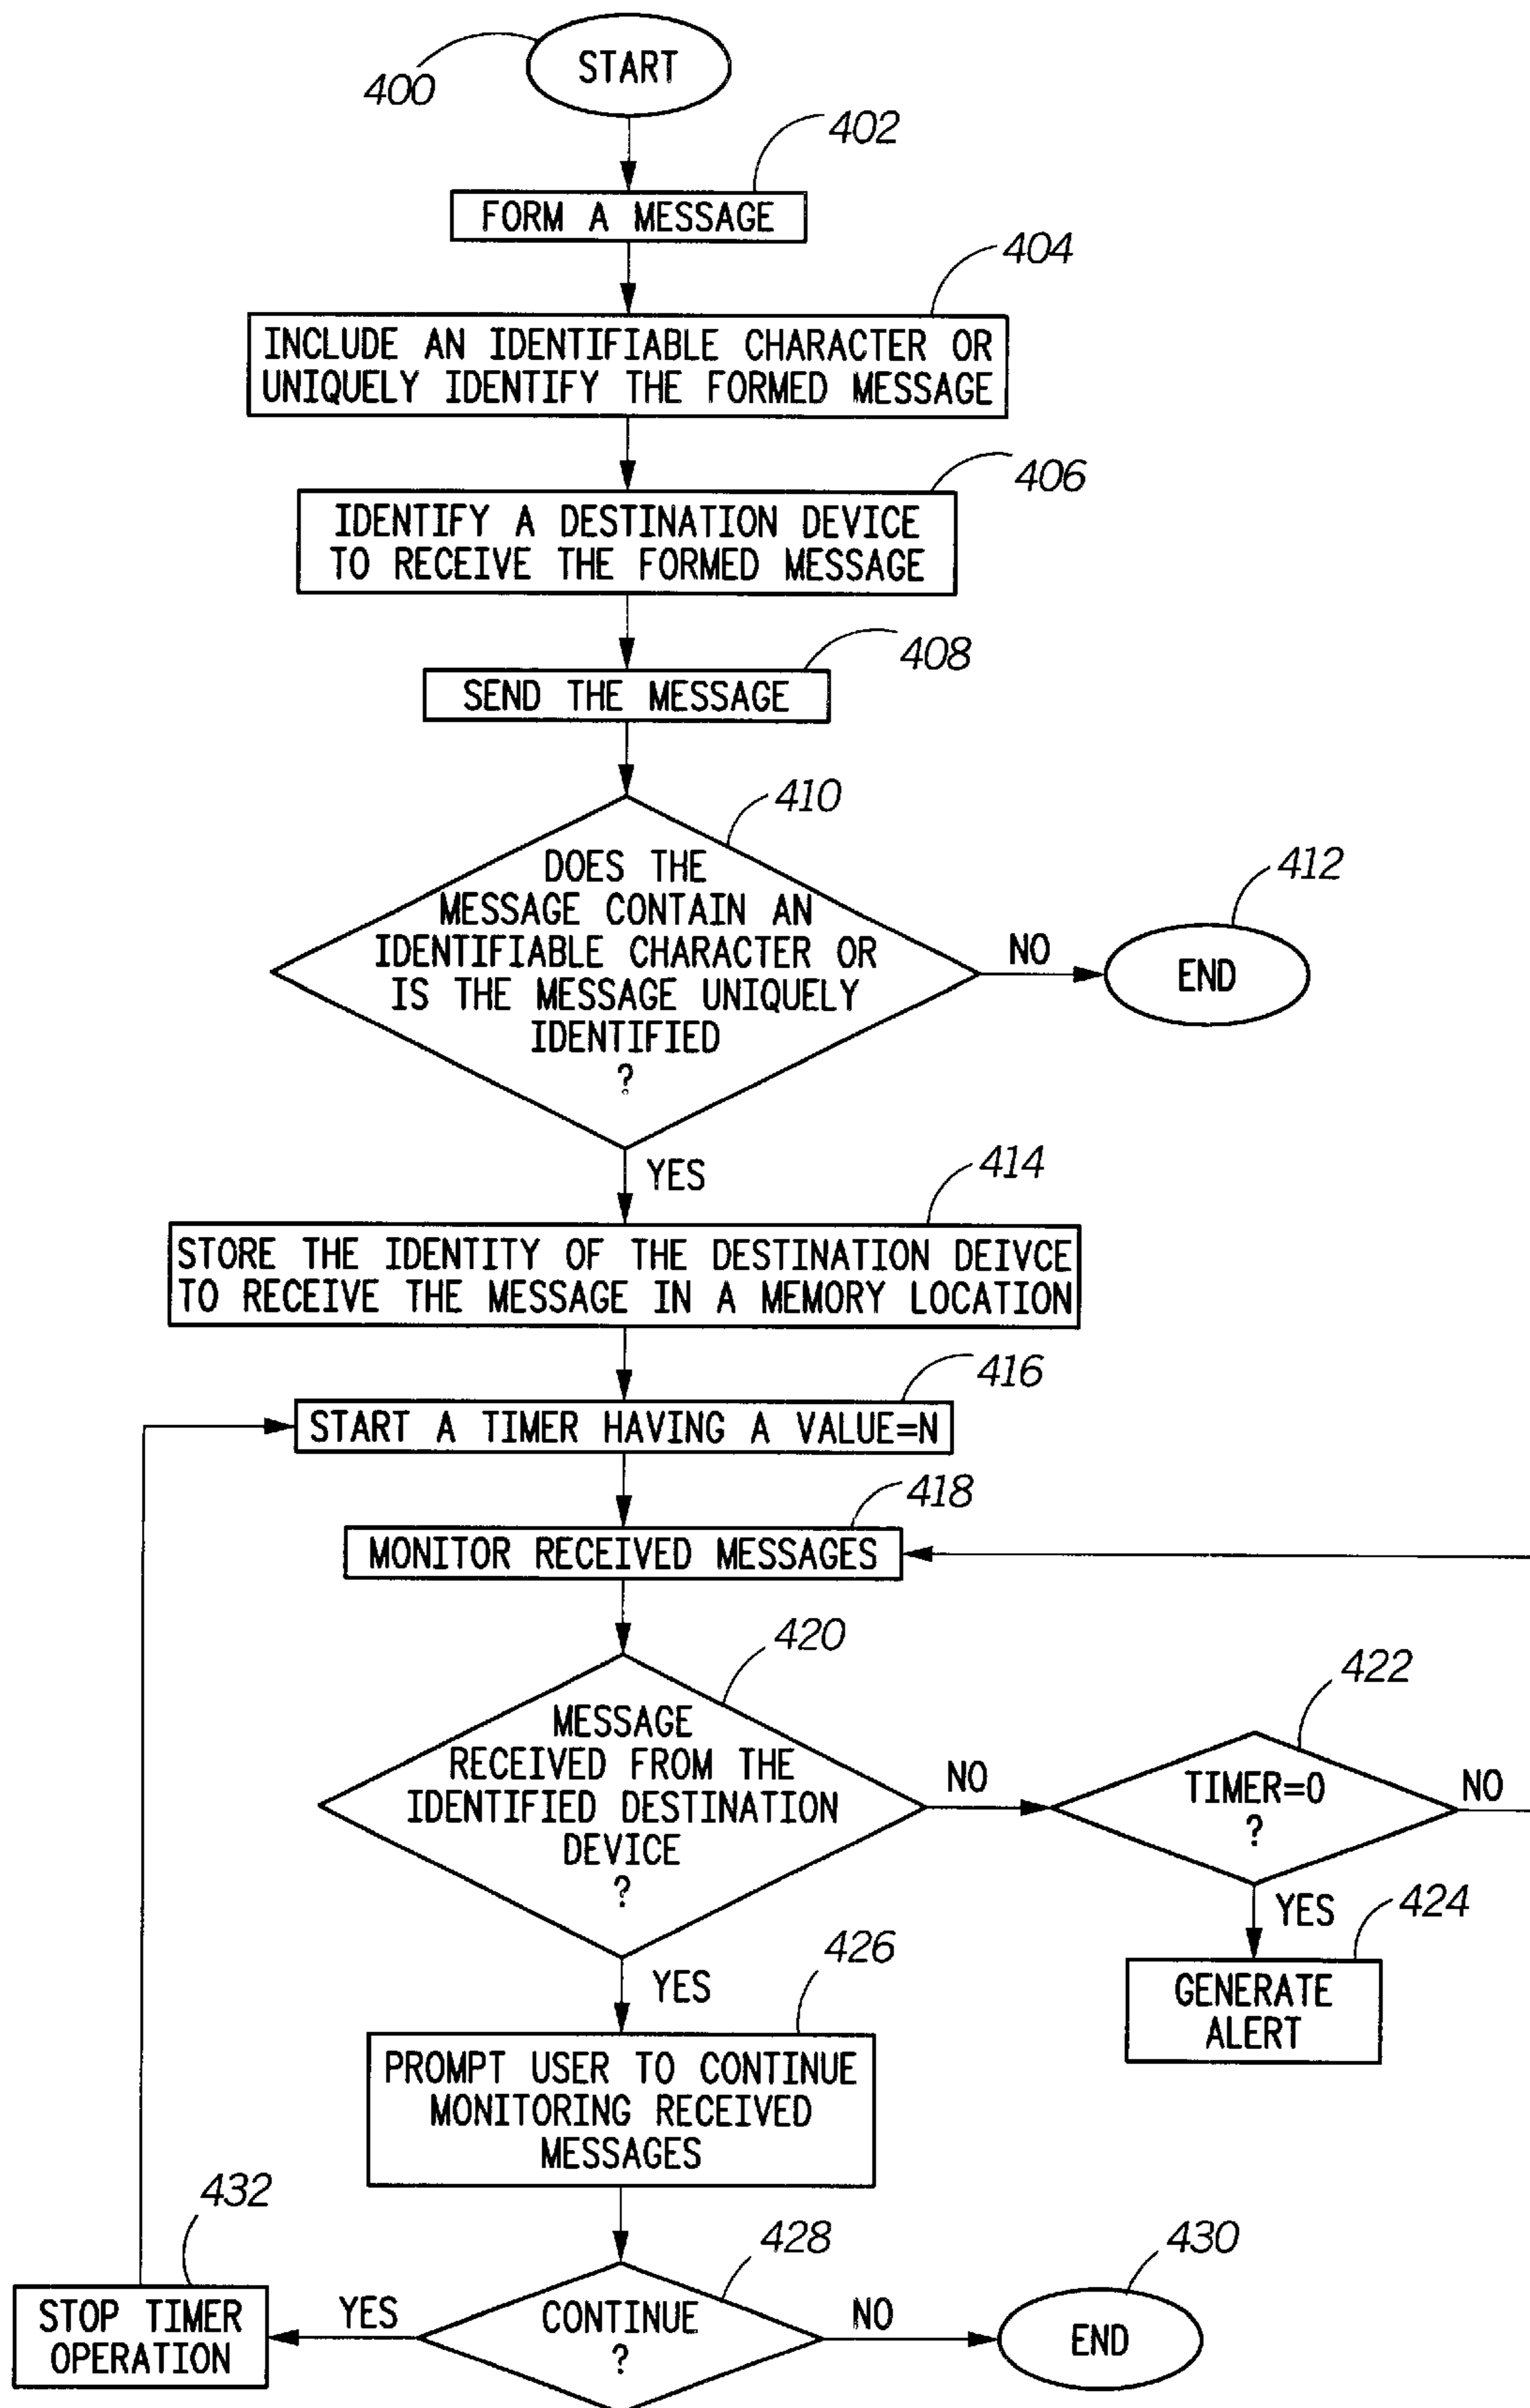 START
400
402
FORM A MESSAGE
404
INCLUDE AN IDENTIFIABLE CHARACTER OR
UNIQUELY IDENTIFY THE FORMED MESSAGE
406
IDENTIFY A DESTINATION DEVICE
TO RECEIVE THE FORMED MESSAGE
408
SEND THE MESSAGE
410
DOES THE
MESSAGE CONTAIN AN
IDENTIFIABLE CHARACTER OR
IS THE MESSAGE UNIQUELY
IDENTIFIED
?
NO
412
END
YES
414
STORE THE IDENTITY OF THE DESTINATION DEIVCE
TO RECEIVE THE MESSAGE IN A MEMORY LOCATION
416
START A TIMER HAVING A VALUE=N
418
MONITOR RECEIVED MESSAGES
420
MESSAGE
RECEIVED FROM THE
IDENTIFIED DESTINATION
DEVICE
?
NO
422
TIMER=0
?
NO
YES
424
GENERATE
ALERT
YES
426
PROMPT USER TO CONTINUE
MONITORING RECEIVED
MESSAGES
428
CONTINUE
?
NO
430
END
YES
432
STOP TIMER
OPERATION